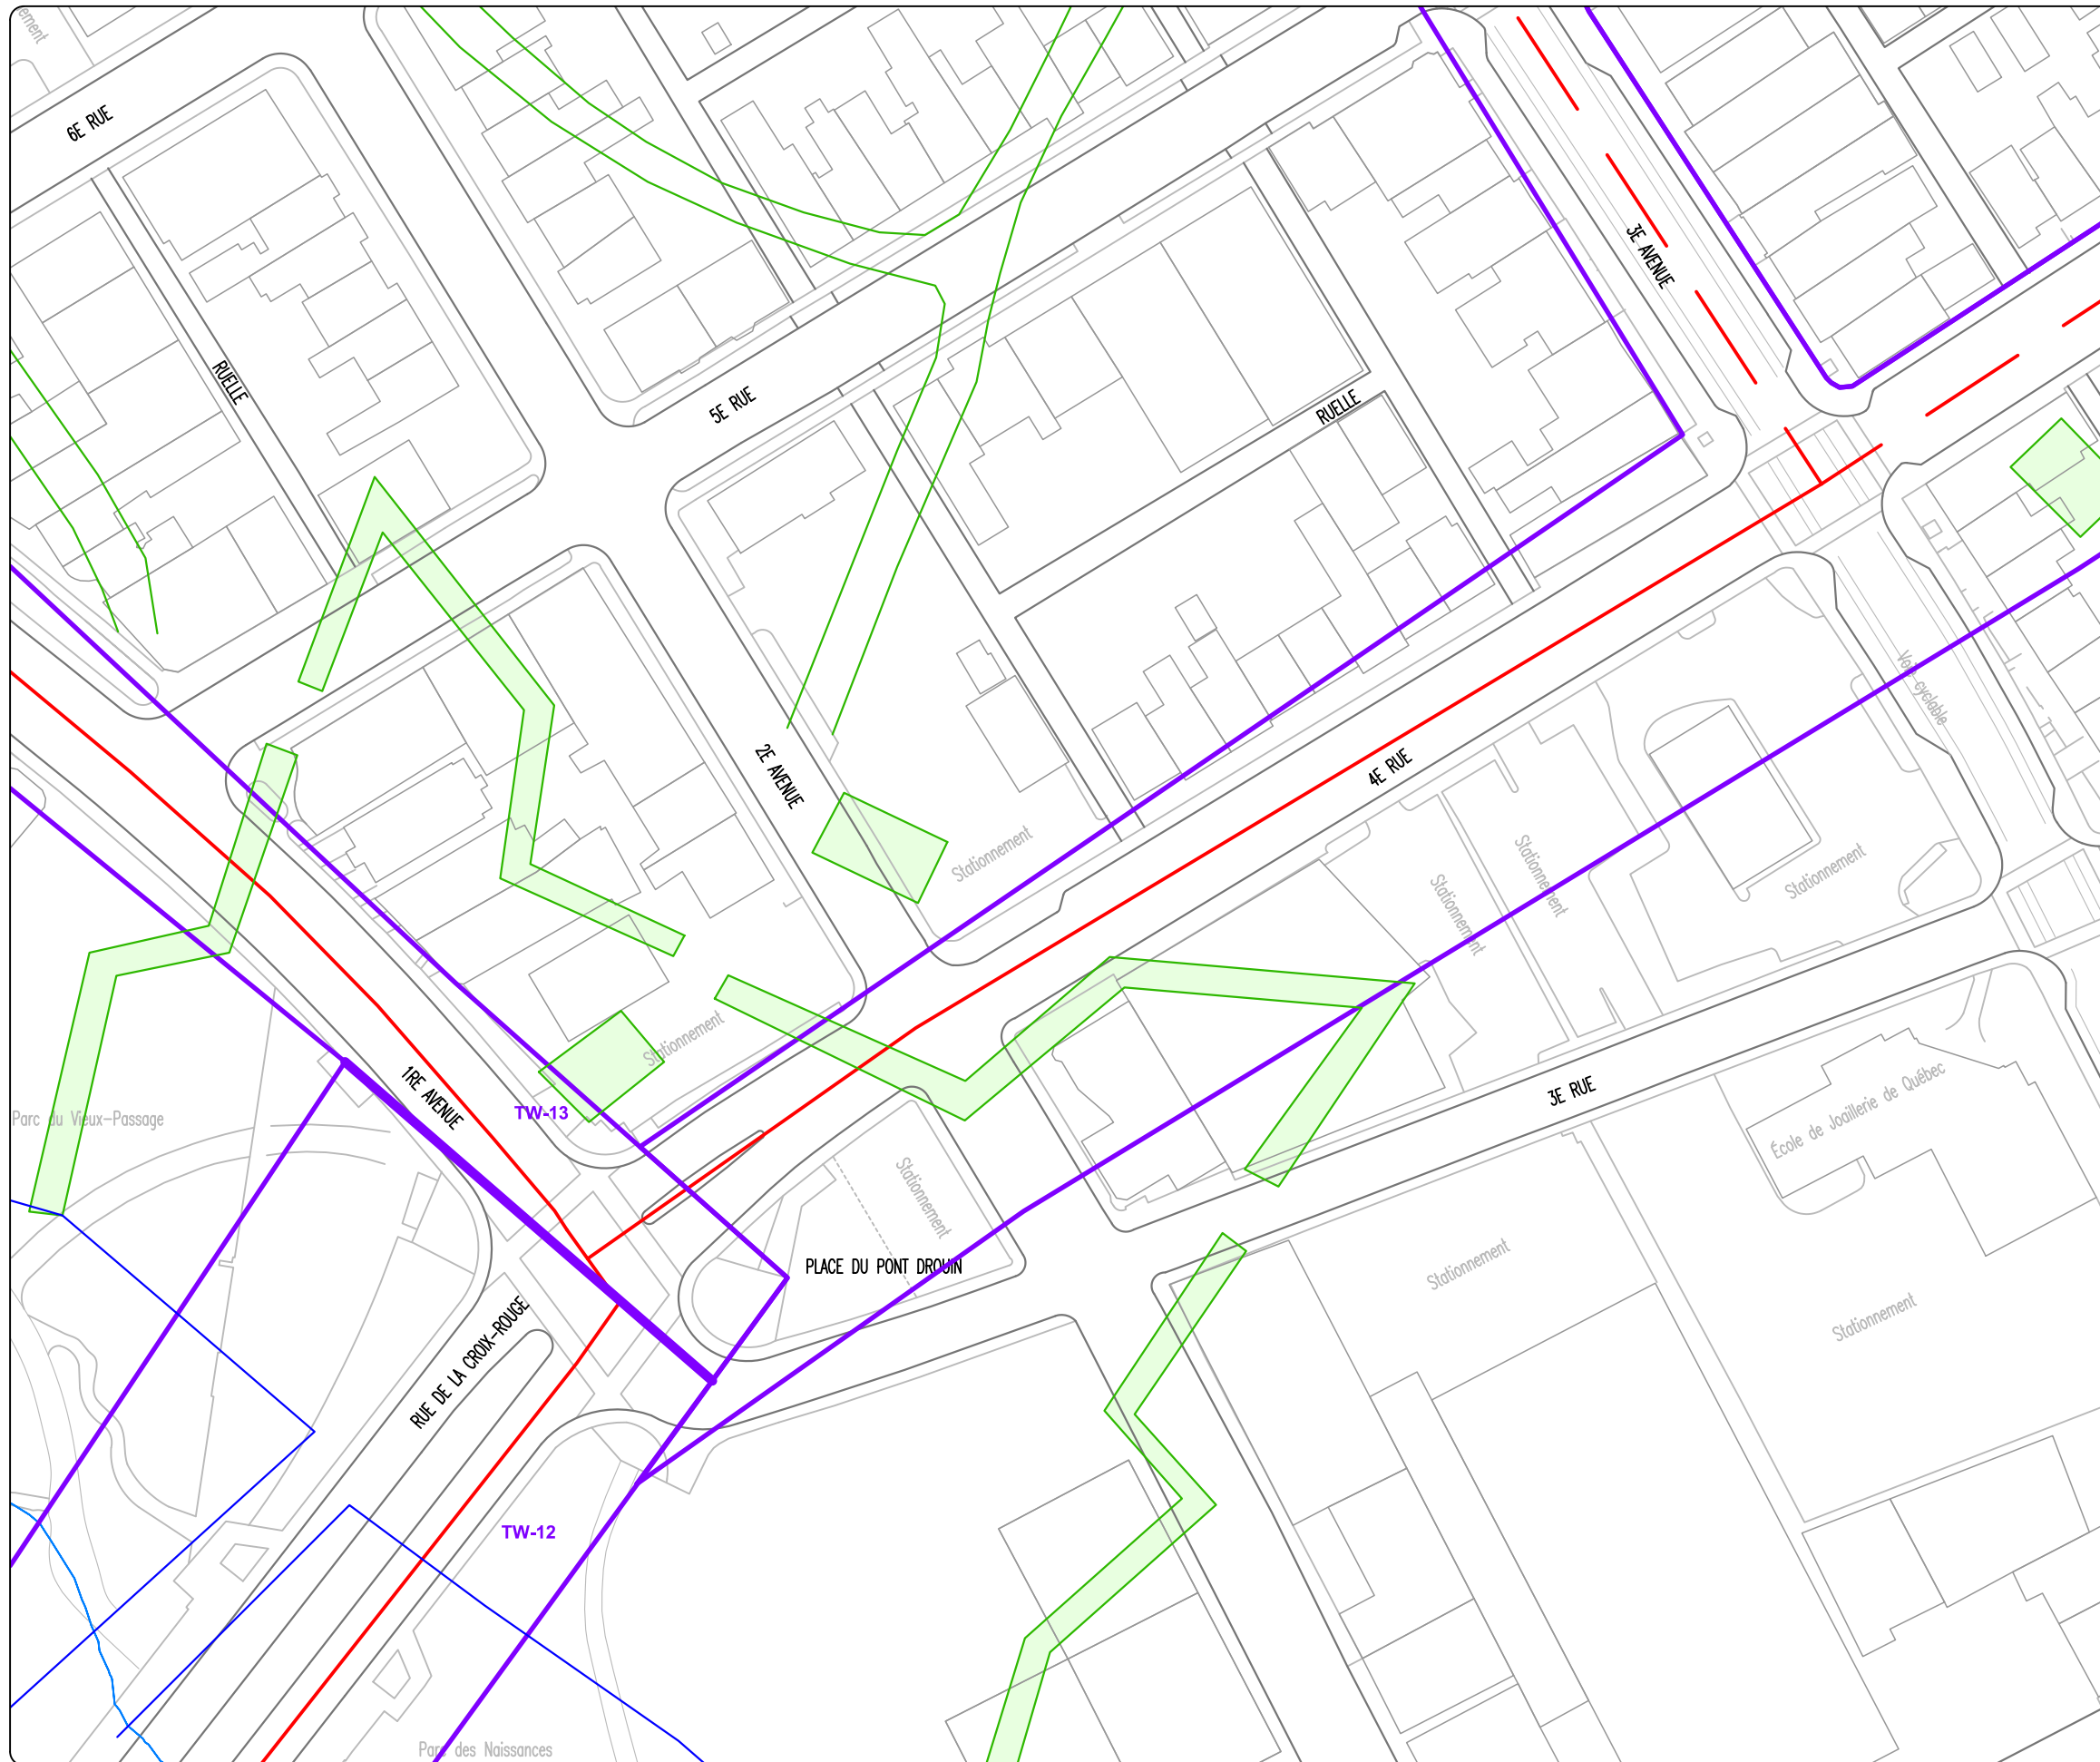 6E RUE
3E AVENUE
RUELLE
5E RUE
RUELLE
Voie cyclable
2E AVENUE
4E RUE
Stationnement
Stationnement
Stationnement
Stationnement
Stationnement
1RE AVENUE
TW-13
Parc du Vieux-Passage
3E RUE
École de Joaillerie de Québec
Stationnement
PLACE DU PONT DROUIN
Stationnement
Stationnement
RUE DE LA CROIX-ROUGE
TW-12
Parc des Naissances